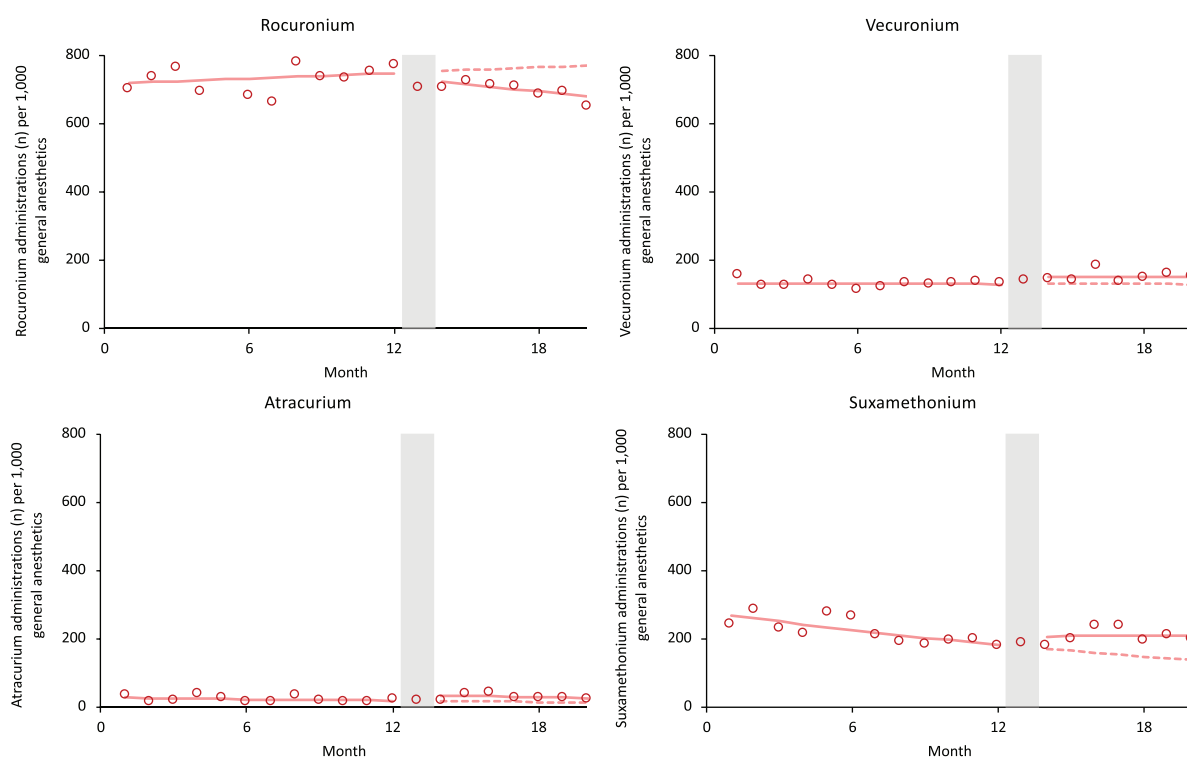 Rocuronium
Rocuronium administrations (n) per 1,000
general anesthetics
800
600
400
200
0
0 6 12 18
Month
Vecuronium
Vecuronium administrations (n) per 1,000
general anesthetics
800
600
400
200
0
0 6 12 18
Month
Atracurium
Atracurium administrations (n) per 1,000
general anesthetics
800
600
400
200
0
0 6 12 18
Month
Suxamethonium
Suxamethonium administrations (n) per 1,000
general anesthetics
800
600
400
200
0
0 6 12 18
Month